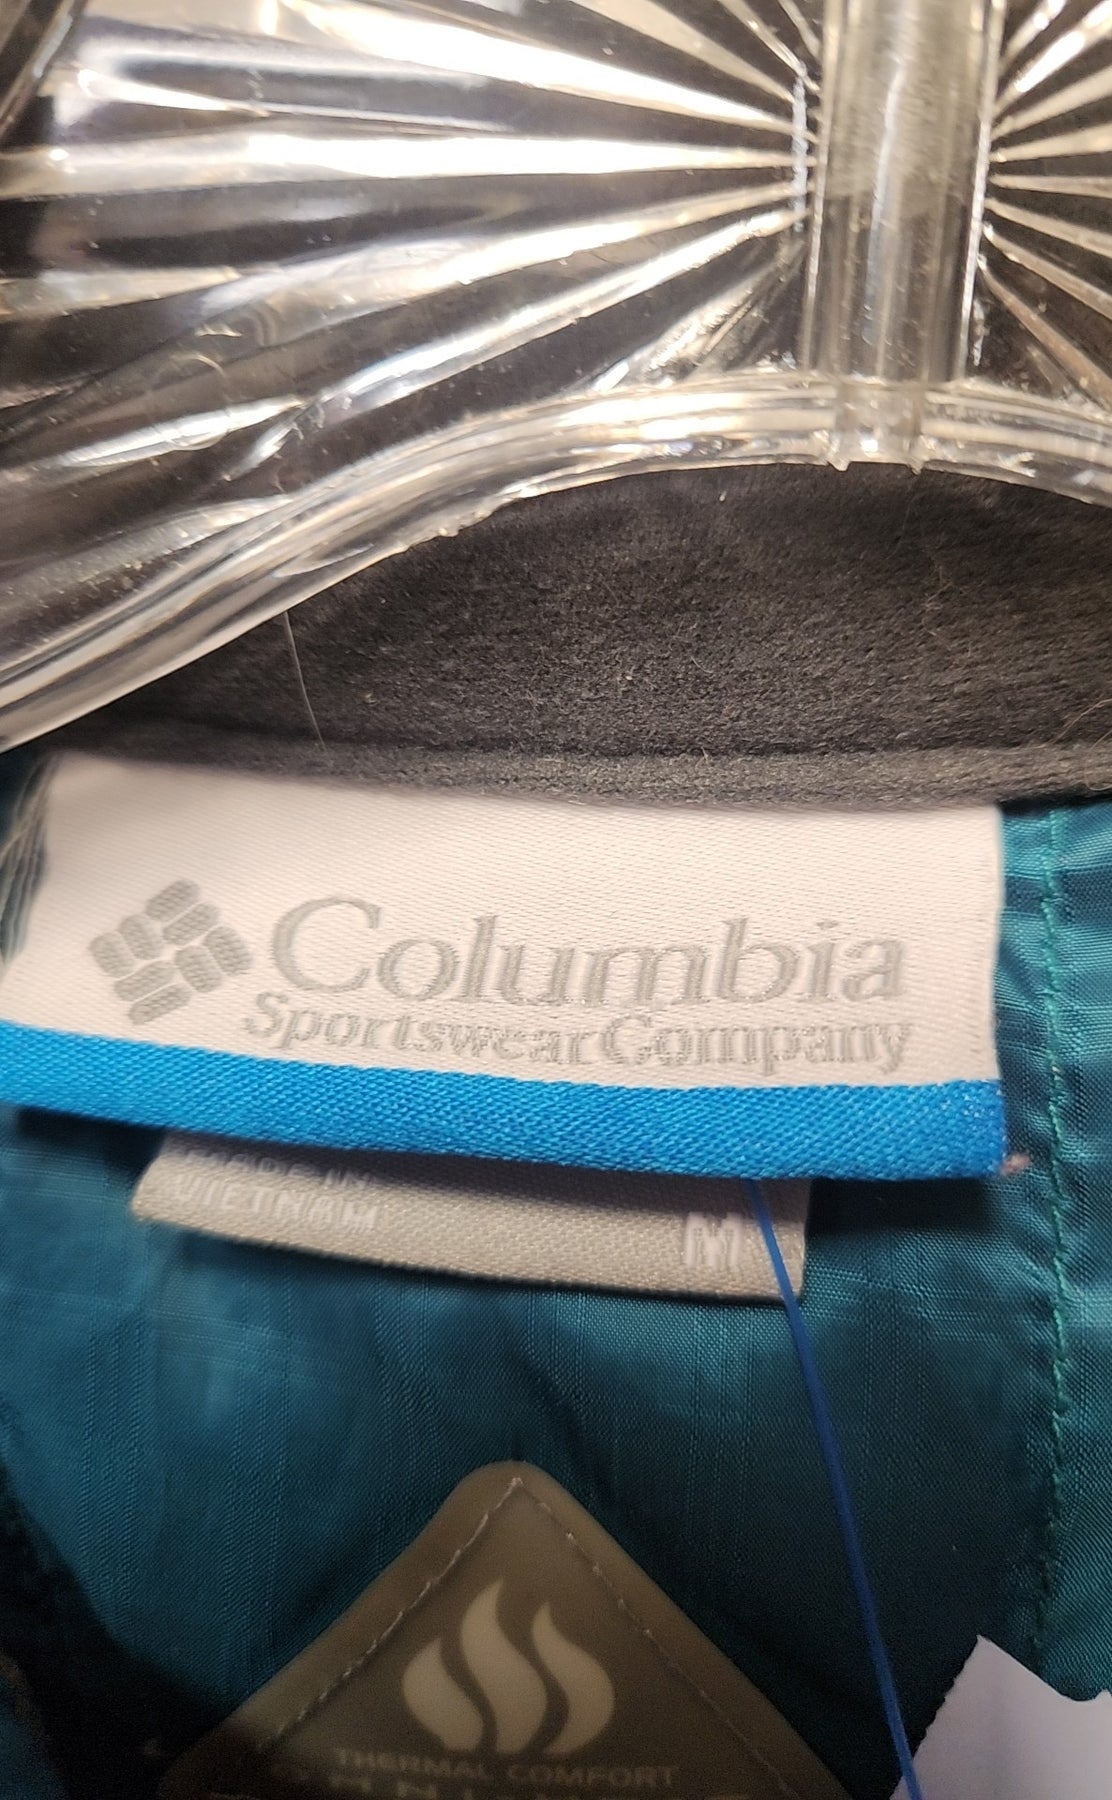 Columbia
Sportswear Company
MADE IN
VIETNAM
M
THERMAL COMFORT